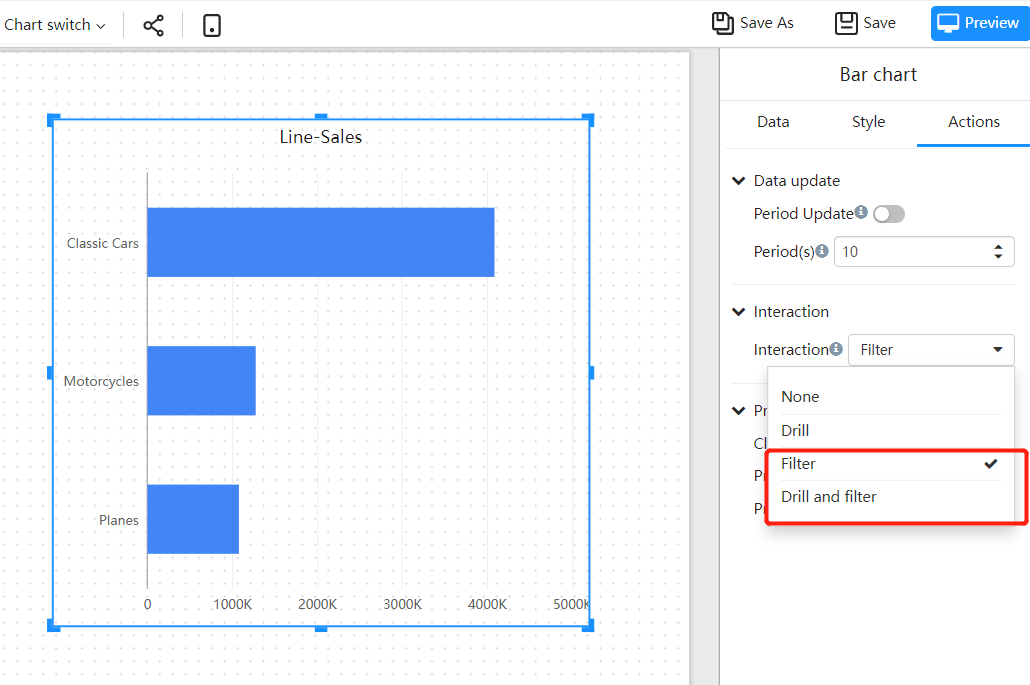 Chart switch
Save As
Save
Preview
Line-Sales
Classic Cars
Motorcycles
Planes
0 1000K 2000K 3000K 4000K 5000K
Bar chart
Data Style Actions
Data update
Period Update
Period(s) 10
Interaction
Interaction Filter
None
Drill
Filter
Drill and filter